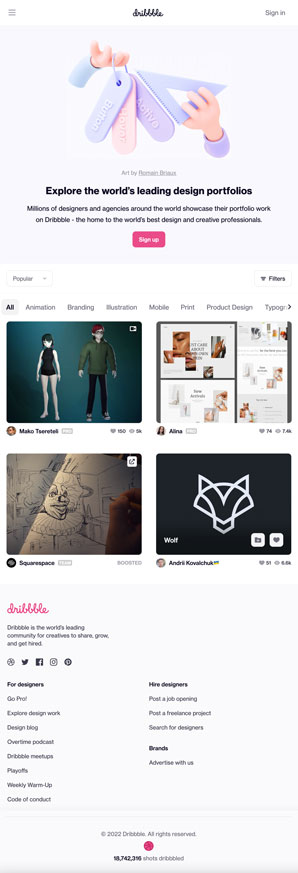 dribbble
Sign in
Art by Romain Briaux
Explore the world's leading design portfolios
Millions of designers and agencies around the world showcase their portfolio work
on Dribbble - the home to the world's best design and creative professionals.
Sign up
Popular
Filters
All Animation Branding Illustration Mobile Print Product Design Typogr
Mako Tsereteli PRO 150 5k
Alina PRO 74 7.4k
Wolf
Squarespace TEAM BOOSTED
Andrii Kovalchuk 51 6.8k
dribbble
Dribbble is the world's leading
community for creatives to share, grow,
and get hired.
For designers
Go Pro!
Explore design work
Design blog
Overtime podcast
Dribbble meetups
Playoffs
Weekly Warm-Up
Code of conduct
Hire designers
Post a job opening
Post a freelance project
Search for designers
Brands
Advertise with us
© 2022 Dribbble. All rights reserved.
18,742,316 shots dribbbled